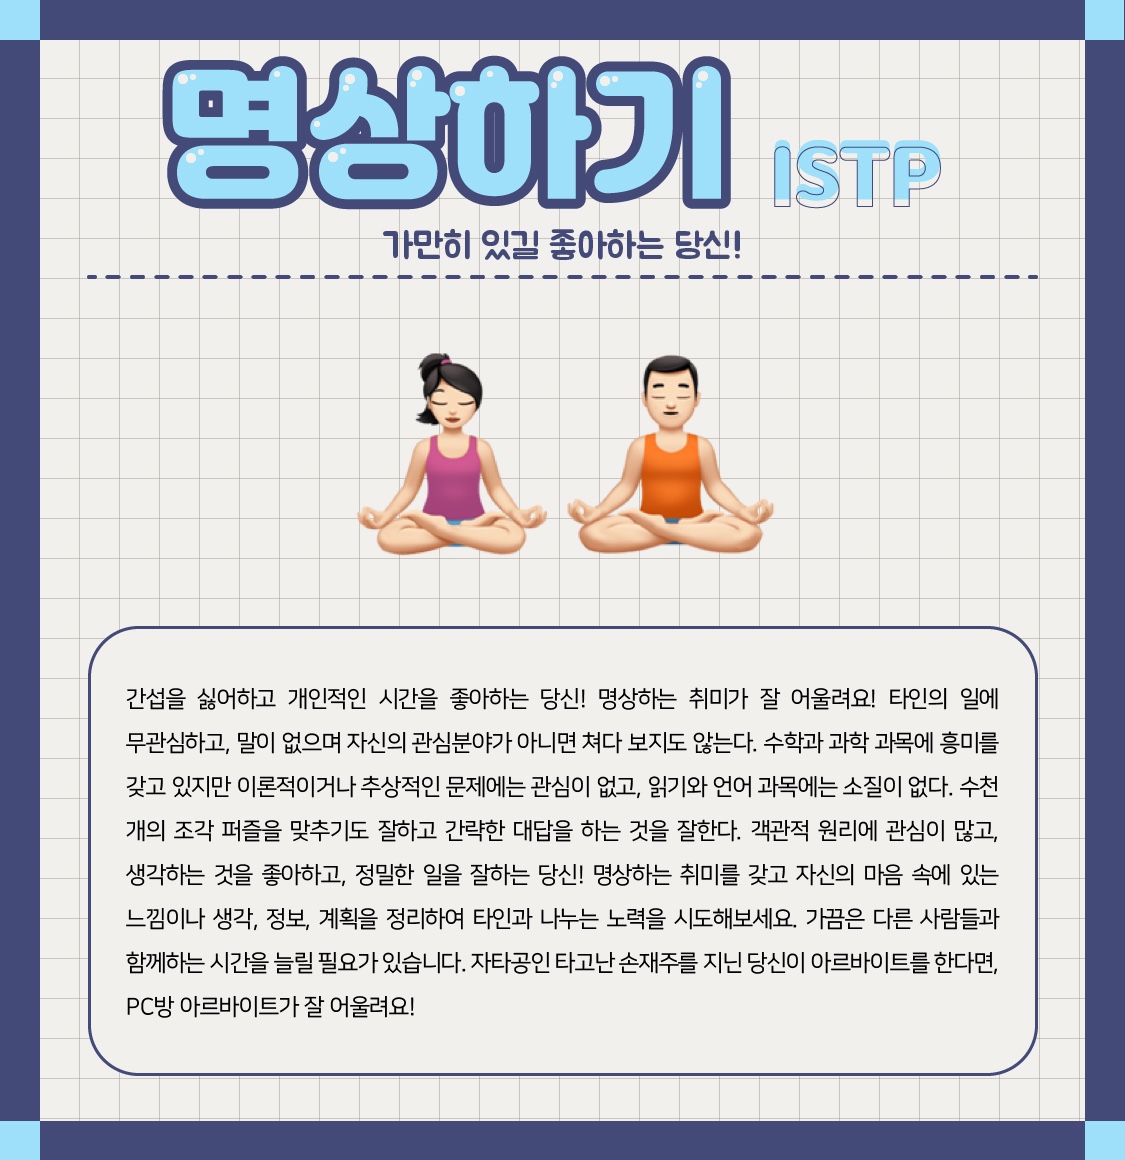 명상하기 ISTP
가만히 있길 좋아하는 당신!
간섭을 싫어하고 개인적인 시간을 좋아하는 당신! 명상하는 취미가 잘 어울려요! 타인의 일에
무관심하고, 말이 없으며 자신의 관심분야가 아니면 쳐다 보지도 않는다. 수학과 과학 과목에 흥미를
갖고 있지만 이론적이거나 추상적인 문제에는 관심이 없고, 읽기와 언어 과목에는 소질이 없다. 수천
개의 조각 퍼즐을 맞추기도 잘하고 간략한 대답을 하는 것을 잘한다. 객관적 원리에 관심이 많고,
생각하는 것을 좋아하고, 정밀한 일을 잘하는 당신! 명상하는 취미를 갖고 자신의 마음 속에 있는
느낌이나 생각, 정보, 계획을 정리하여 타인과 나누는 노력을 시도해보세요. 가끔은 다른 사람들과
함께하는 시간을 늘릴 필요가 있습니다. 자타공인 타고난 손재주를 지닌 당신이 아르바이트를 한다면,
PC방 아르바이트가 잘 어울려요!